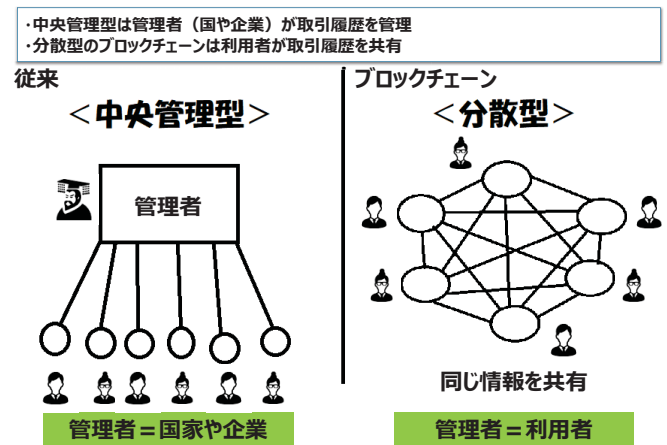 ・中央管理型は管理者（国や企業）が取引履歴を管理
・分散型のブロックチェーンは利用者が取引履歴を共有
従来
＜中央管理型＞
管理者
管理者＝国家や企業
ブロックチェーン
＜分散型＞
同じ情報を共有
管理者＝利用者